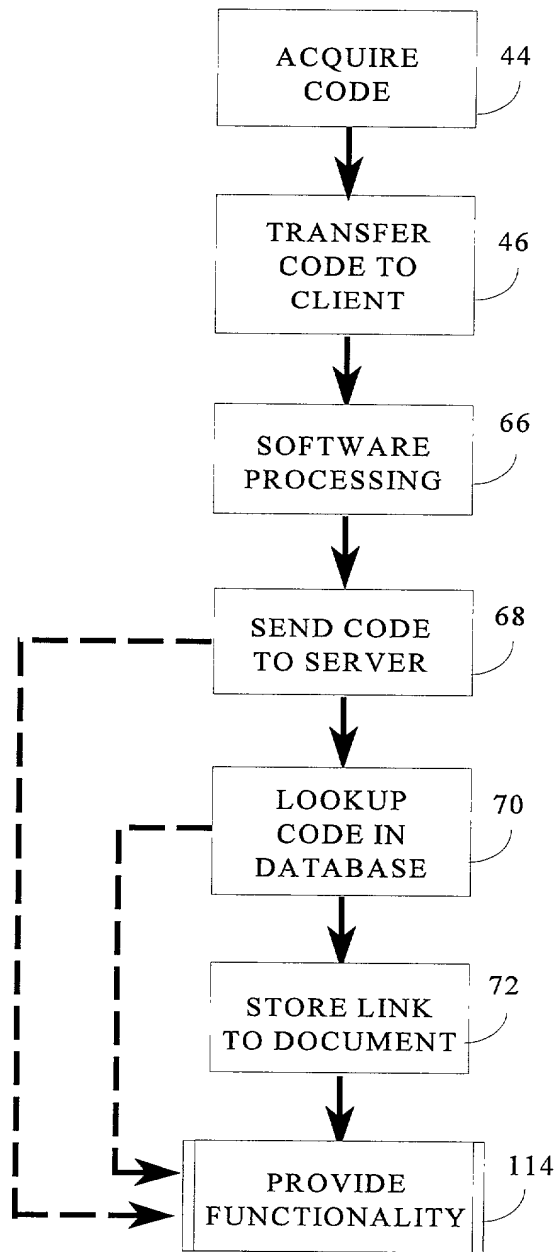 ACQUIRE
CODE
44
TRANSFER
CODE TO
CLIENT
46
SOFTWARE
PROCESSING
66
SEND CODE
TO SERVER
68
LOOKUP
CODE IN
DATABASE
70
STORE LINK
TO DOCUMENT
72
PROVIDE
FUNCTIONALITY
114